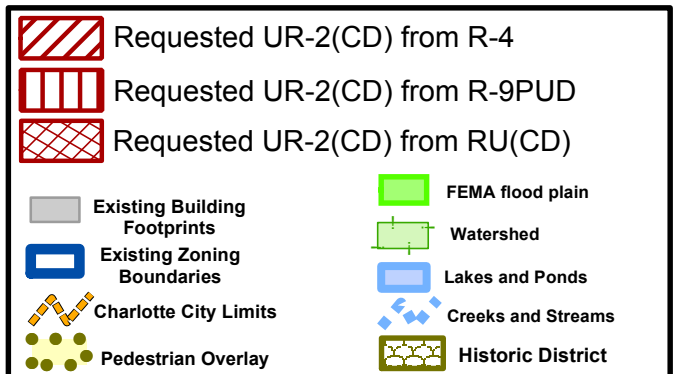 Requested UR-2(CD) from R-4
Requested UR-2(CD) from R-9PUD
Requested UR-2(CD) from RU(CD)
Existing Building
Footprints
Existing Zoning
Boundaries
Charlotte City Limits
Pedestrian Overlay
FEMA flood plain
Watershed
Lakes and Ponds
Creeks and Streams
Historic District